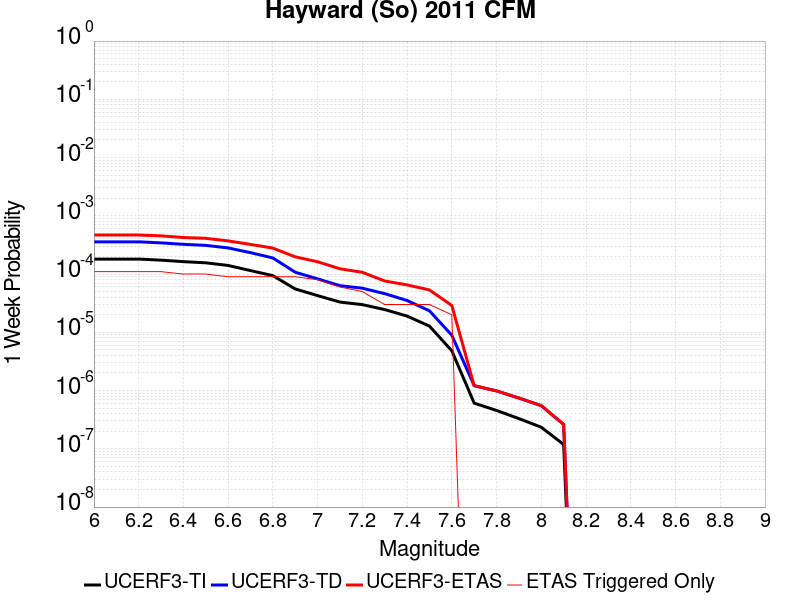 Hayward (So) 2011 CFM
10^0
10^-1
10^-2
10^-3
10^-4
10^-5
10^-6
10^-7
10^-8
1 Week Probability
6 6.2 6.4 6.6 6.8 7 7.2 7.4 7.6 7.8 8 8.2 8.4 8.6 8.8 9
Magnitude
UCERF3-TI UCERF3-TD UCERF3-ETAS ETAS Triggered Only